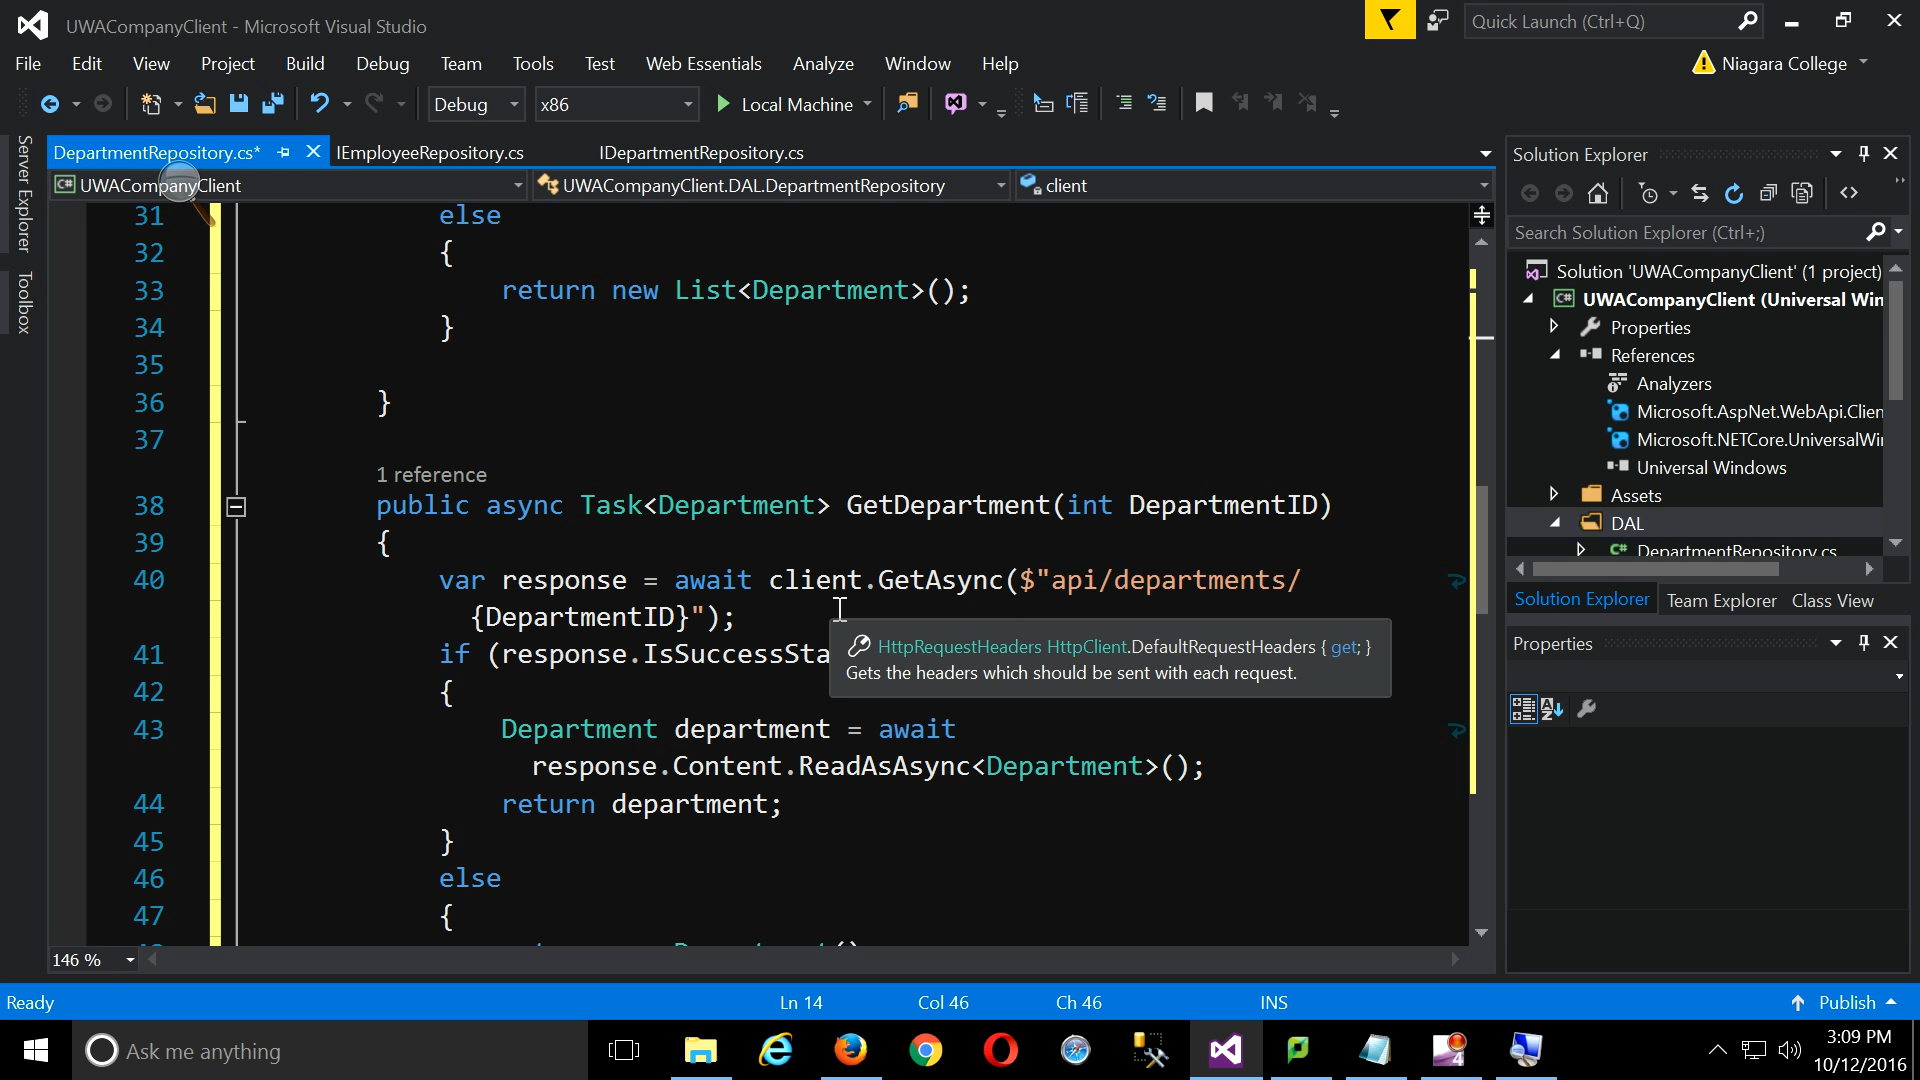 UWACompanyClient - Microsoft Visual Studio
Quick Launch (Ctrl+Q)
File Edit View Project Build Debug Team Tools Test Web Essentials Analyze Window Help
Niagara College
Debug x86 Local Machine
Server Explorer
Toolbox
DepartmentRepository.cs* IEmployeeRepository.cs IDepartmentRepository.cs
UWACompanyClient UWACompanyClient.DAL.DepartmentRepository client
31 else
32 {
33 return new List<Department>();
34 }
35
36 }
37
1 reference
38 public async Task<Department> GetDepartment(int DepartmentID)
39 {
40 var response = await client.GetAsync($"api/departments/
{DepartmentID}");
41 if (response.IsSuccessSta
HttpRequestHeaders HttpClient.DefaultRequestHeaders { get; }
Gets the headers which should be sent with each request.
42 {
43 Department department = await
response.Content.ReadAsAsync<Department>();
44 return department;
45 }
46 else
47 {
146 %
Solution Explorer
Search Solution Explorer (Ctrl+;)
Solution 'UWACompanyClient' (1 project)
UWACompanyClient (Universal Win
Properties
References
Analyzers
Microsoft.AspNet.WebApi.Clien
Microsoft.NETCore.UniversalWi
Universal Windows
Assets
DAL
DepartmentRepository.cs
Solution Explorer Team Explorer Class View
Properties
Ready Ln 14 Col 46 Ch 46 INS Publish
Ask me anything
3:09 PM
10/12/2016